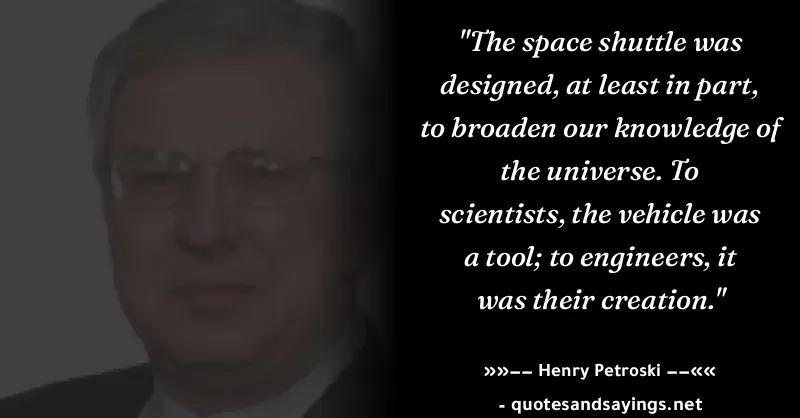 "The space shuttle was
designed, at least in part,
to broaden our knowledge of
the universe. To
scientists, the vehicle was
a tool; to engineers, it
was their creation."
»»–– Henry Petroski ––««
- quotesandsayings.net